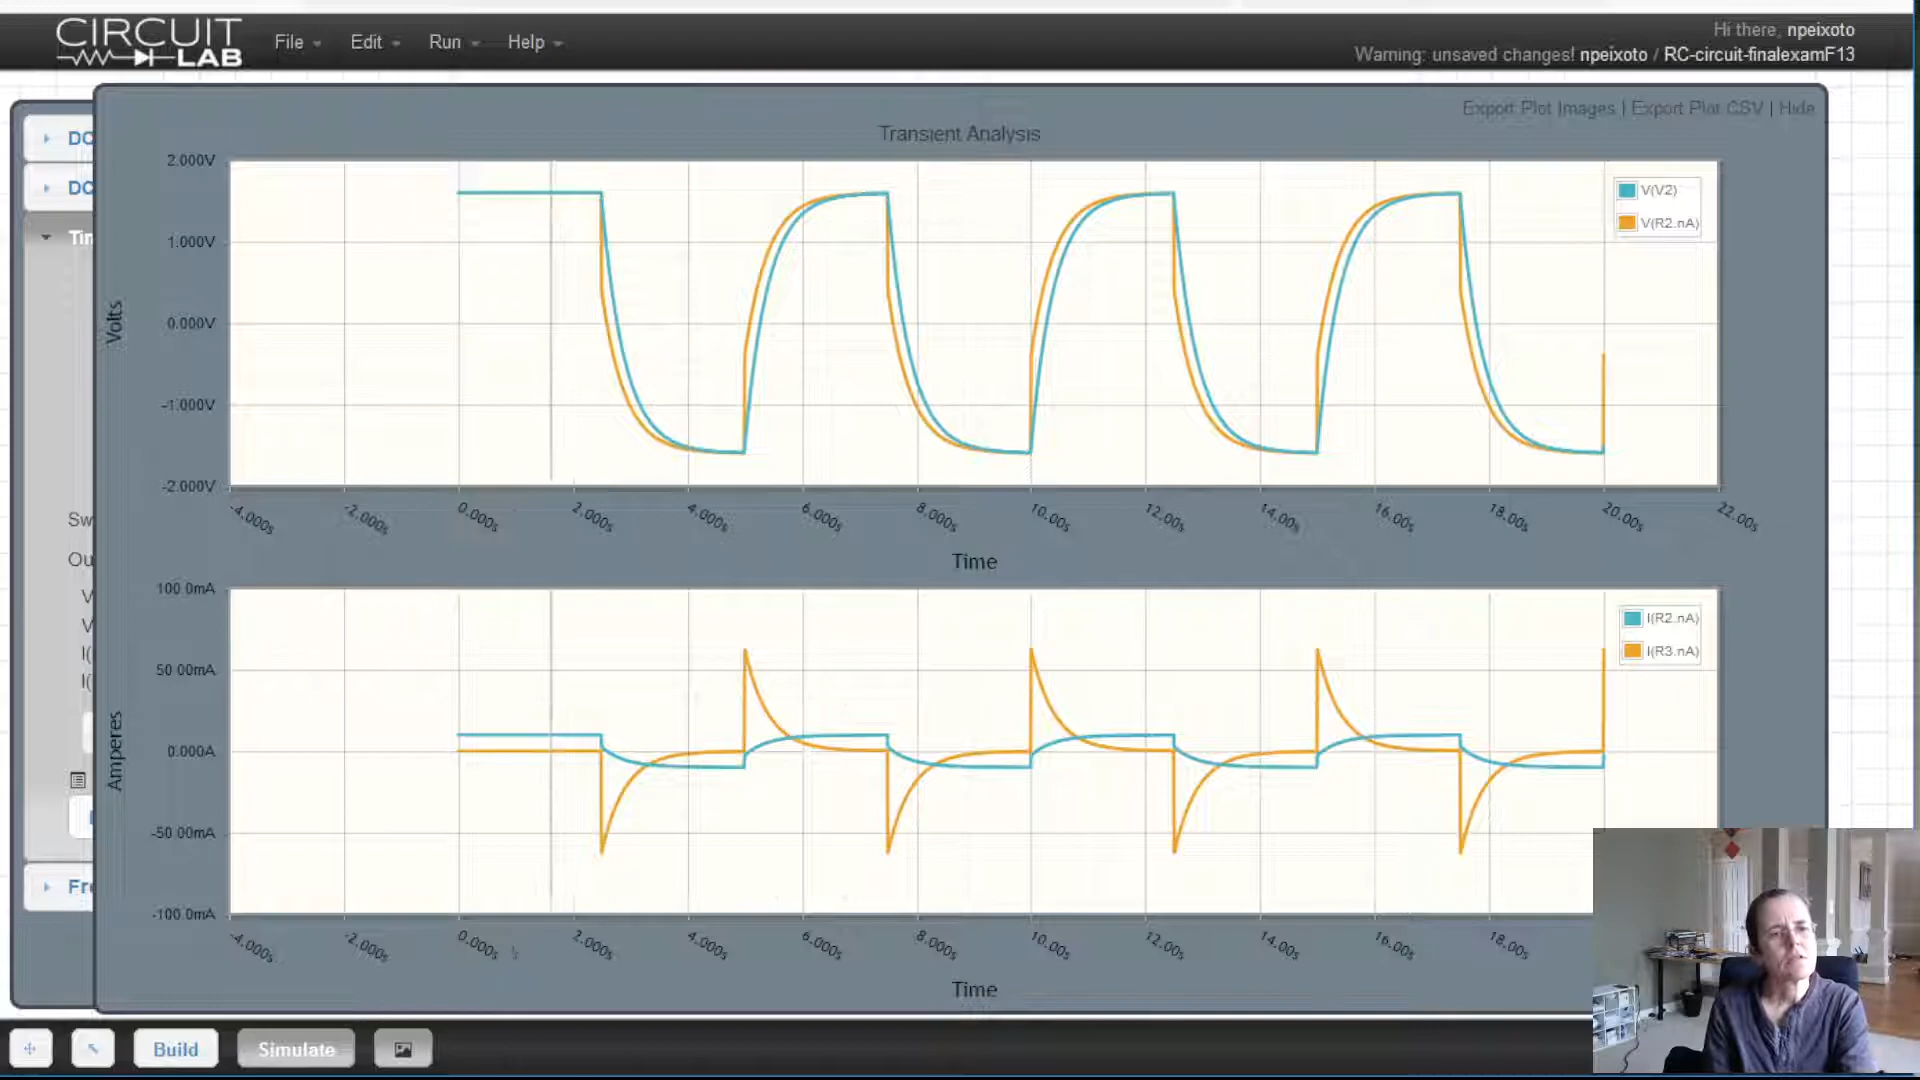 CIRCUIT
LAB
File
Edit
Run
Help
Hi there, npeixoto
Warning: unsaved changes! npeixoto / RC-circuit-finalexamF13
Export Plot Images | Export Plot CSV | Hide
DC
DC
Tim
Sw
Ou
V
V
I(
I(
Fre
Transient Analysis
2.000V
1.000V
0.000V
-1.000V
-2.000V
Volts
V(V2)
V(R2.nA)
-4.000s -2.000s 0.000s 2.000s 4.000s 6.000s 8.000s 10.00s 12.00s 14.00s 16.00s 18.00s 20.00s 22.00s
Time
100.0mA
50.00mA
0.000A
-50.00mA
-100.0mA
Amperes
I(R2.nA)
I(R3.nA)
-4.000s -2.000s 0.000s 2.000s 4.000s 6.000s 8.000s 10.00s 12.00s 14.00s 16.00s 18.00s
Time
Build
Simulate